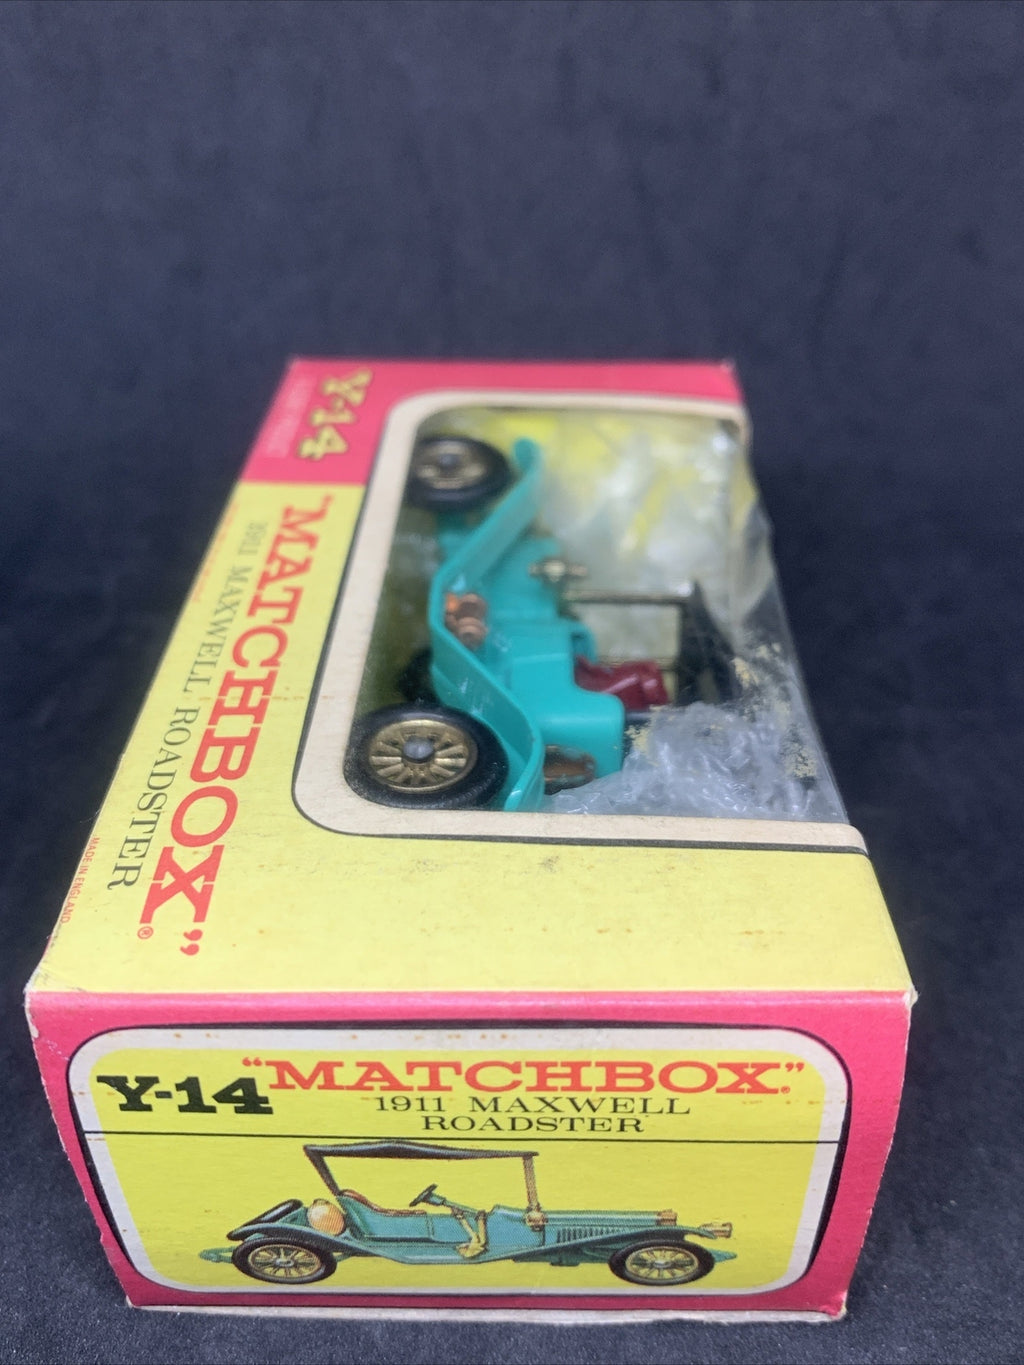 Y-14
"MATCHBOX"®
1911 MAXWELL ROADSTER
MADE IN ENGLAND
Y-14
"MATCHBOX"®
1911 MAXWELL
ROADSTER